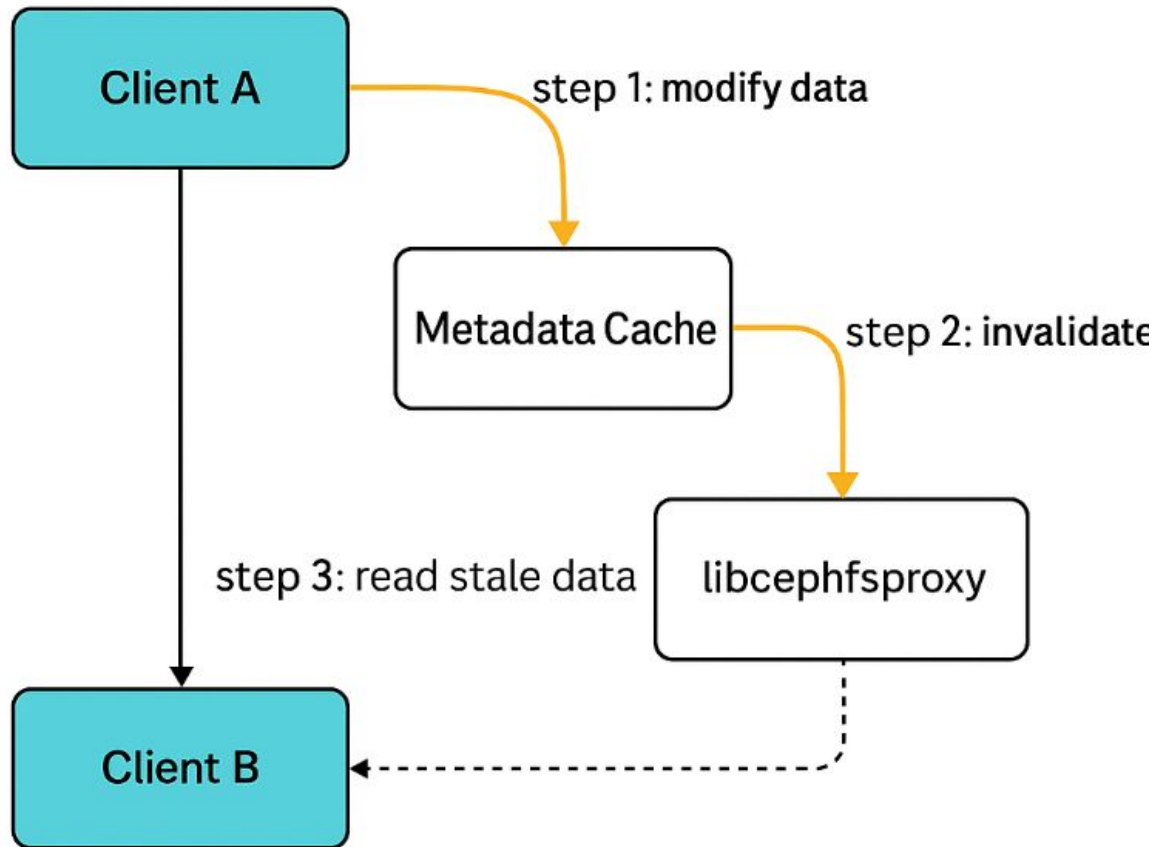 Client A
step 1: modify data
Metadata Cache
step 2: invalidate
step 3: read stale data
libcephfsproxy
Client B